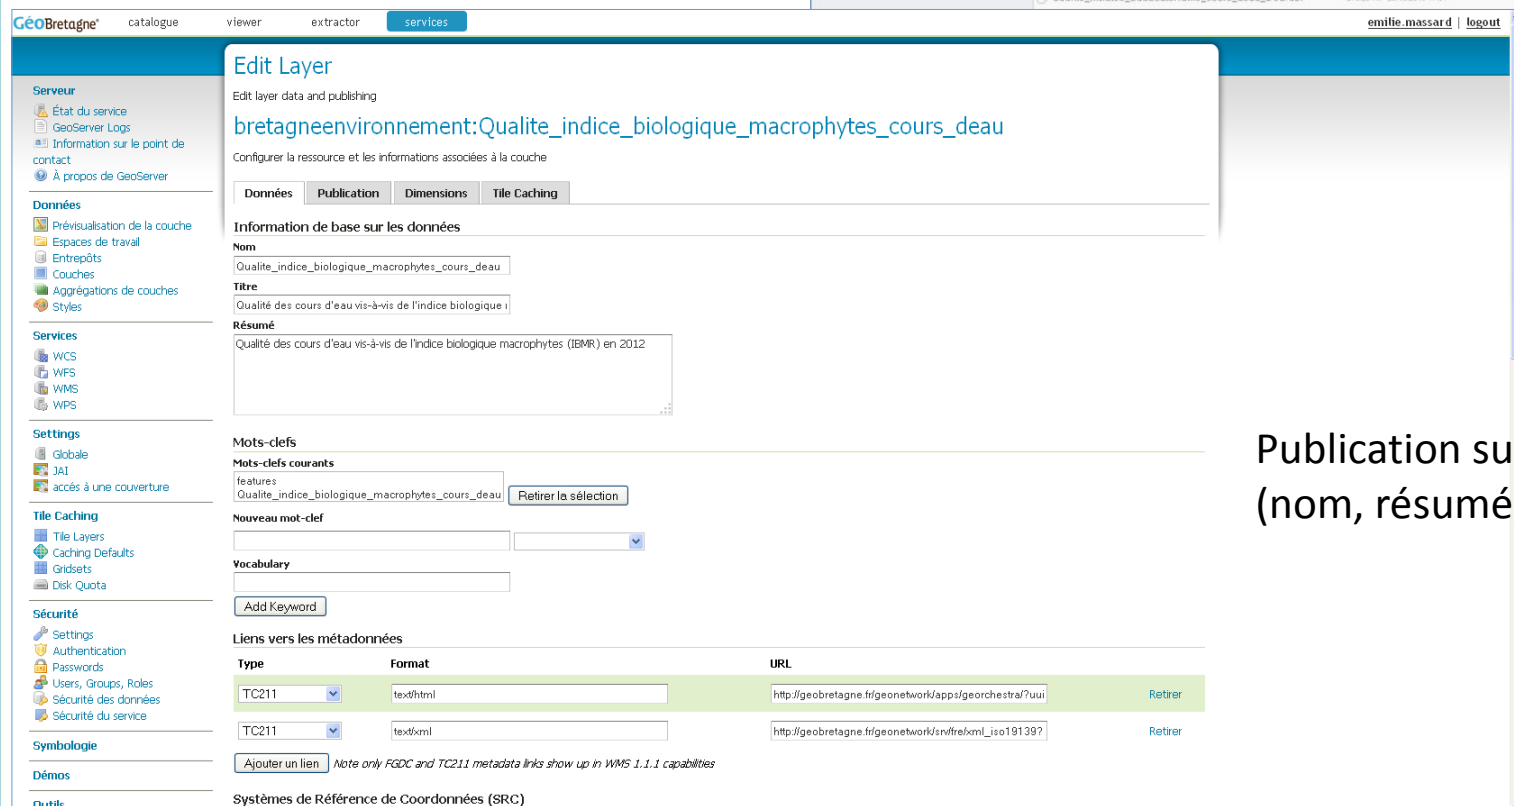 GéoBretagne catalogue viewer extractor services emilie.massard | logout
Edit Layer
Edit layer data and publishing
bretagneenvironnement:Qualite_indice_biologique_macrophytes_cours_deau
Configurer la ressource et les informations associées à la couche
Serveur
État du service
GeoServer Logs
Information sur le point de
contact
À propos de GeoServer
Données
Prévisualisation de la couche
Espaces de travail
Entrepôts
Couches
Aggrégations de couches
Styles
Services
WCS
WFS
WMS
WPS
Settings
Globale
JAI
accés à une couverture
Tile Caching
Tile Layers
Caching Defaults
Gridsets
Disk Quota
Sécurité
Settings
Authentication
Passwords
Users, Groups, Roles
Sécurité des données
Sécurité du service
Symbologie
Démos
Outils
Données Publication Dimensions Tile Caching
Information de base sur les données
Nom
Qualite_indice_biologique_macrophytes_cours_deau
Titre
Qualité des cours d'eau vis-à-vis de l'indice biologique
Résumé
Qualité des cours d'eau vis-à-vis de l'indice biologique macrophytes (IBMR) en 2012
Mots-clefs
Mots-clefs courants
features
Qualite_indice_biologique_macrophytes_cours_deau Retirer la sélection
Nouveau mot-clef
Vocabulary
Add Keyword
Liens vers les métadonnées
Type Format URL
TC211 text/html http://geobretagne.fr/geonetwork/apps/georchestra/?uui Retirer
TC211 text/xml http://geobretagne.fr/geonetwork/srv/fre/xml_iso19139? Retirer
Ajouter un lien Note only FGDC and TC211 metadata links show up in WMS 1.1.1 capabilities
Systèmes de Référence de Coordonnées (SRC)
Publication su
(nom, résumé